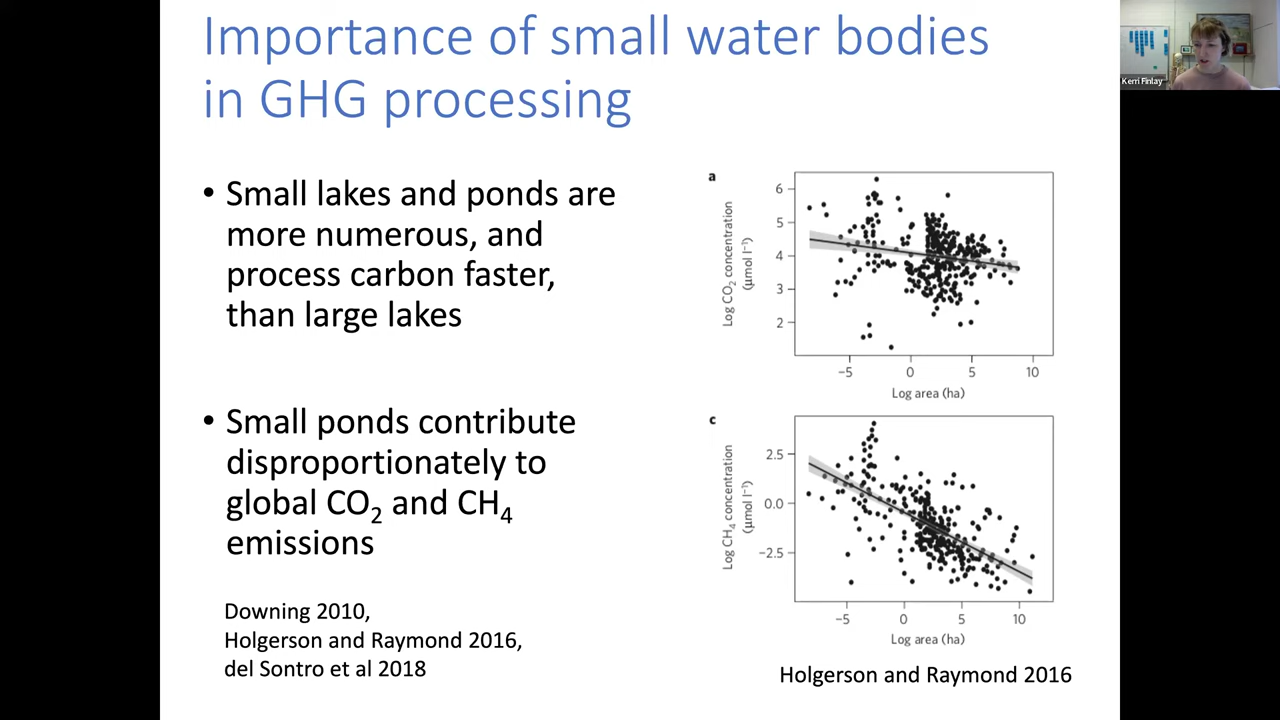 Importance of small water bodies
in GHG processing
Kerri Finlay
• Small lakes and ponds are
more numerous, and
process carbon faster,
than large lakes
• Small ponds contribute
disproportionately to
global CO₂ and CH₄
emissions
Downing 2010,
Holgerson and Raymond 2016,
del Sontro et al 2018
a
Log CO₂ concentration
(µmol l⁻¹)
6
5
4
3
2
−5 0 5 10
Log area (ha)
c
Log CH₄ concentration
(µmol l⁻¹)
2.5
0.0
−2.5
−5 0 5 10
Log area (ha)
Holgerson and Raymond 2016